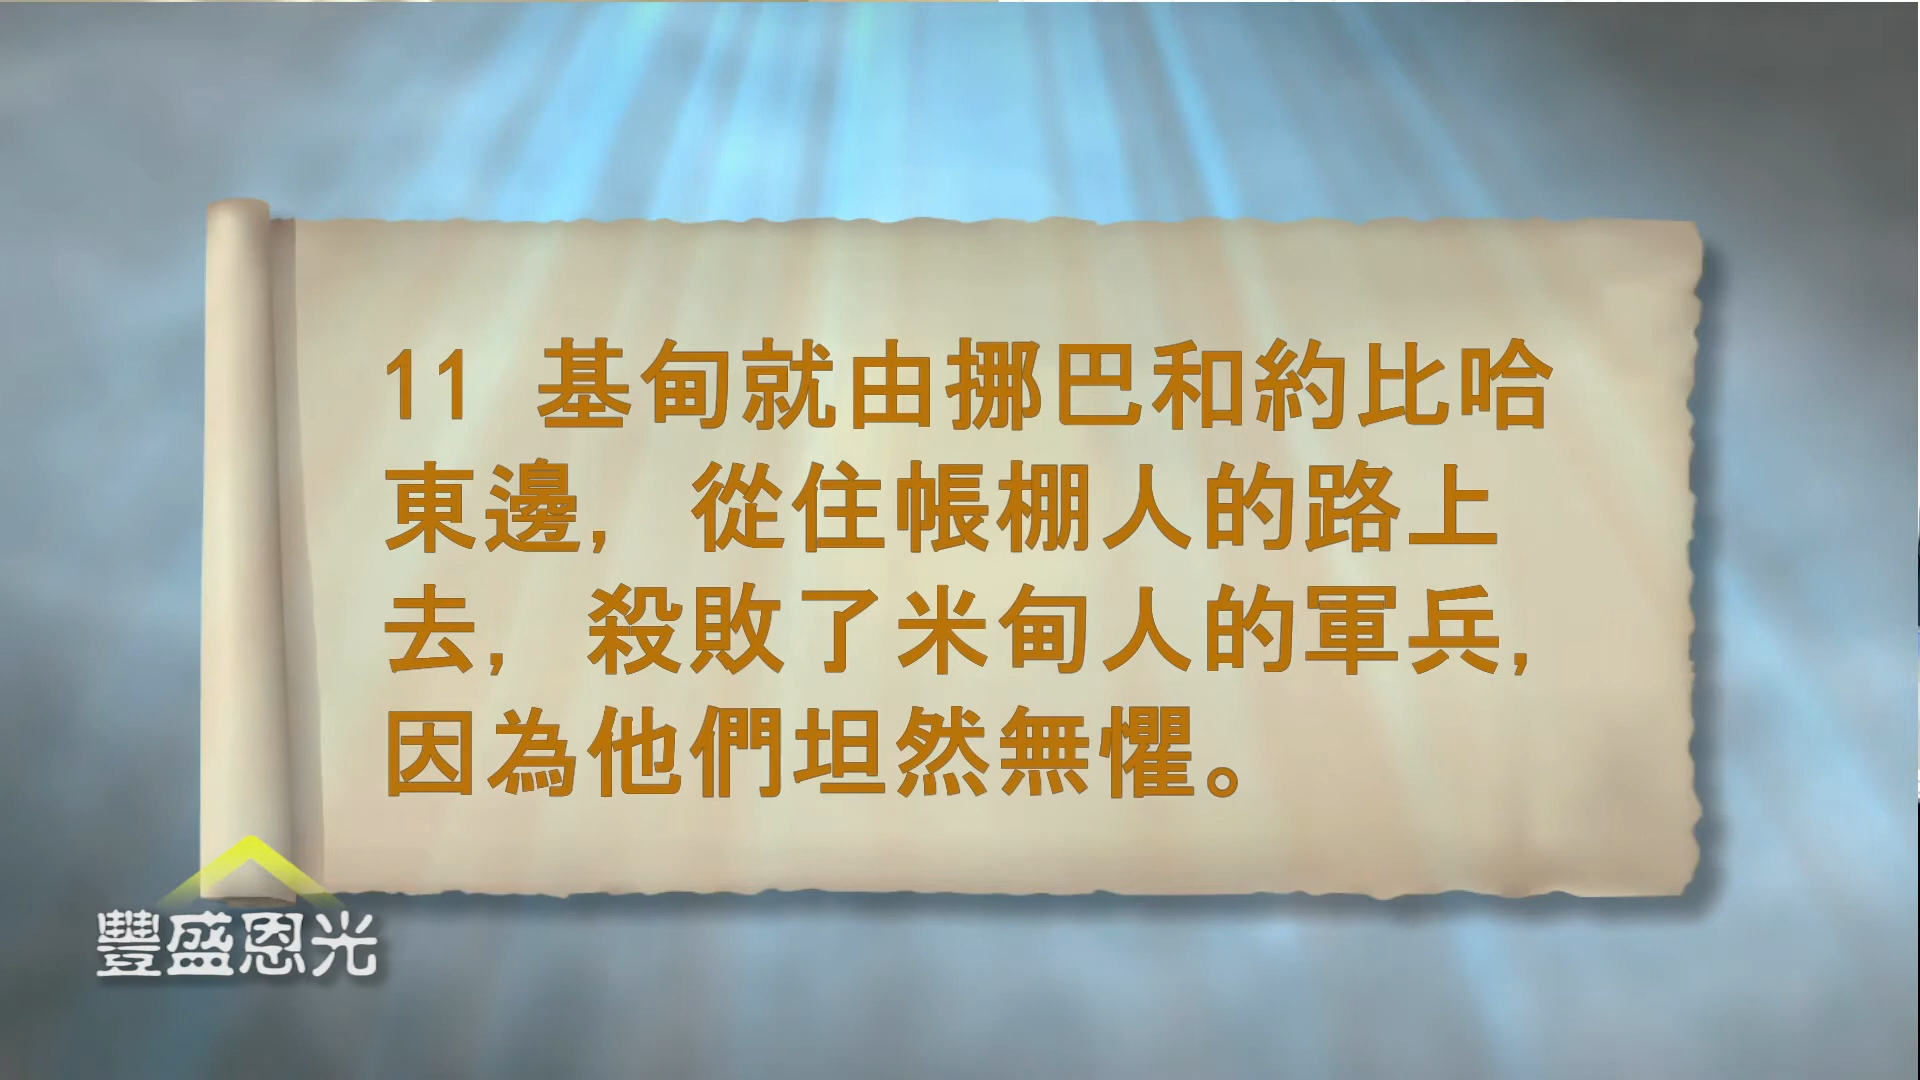 11 基甸就由挪巴和約比哈
東邊，從住帳棚人的路上
去，殺敗了米甸人的軍兵，
因為他們坦然無懼。
豐盛恩光